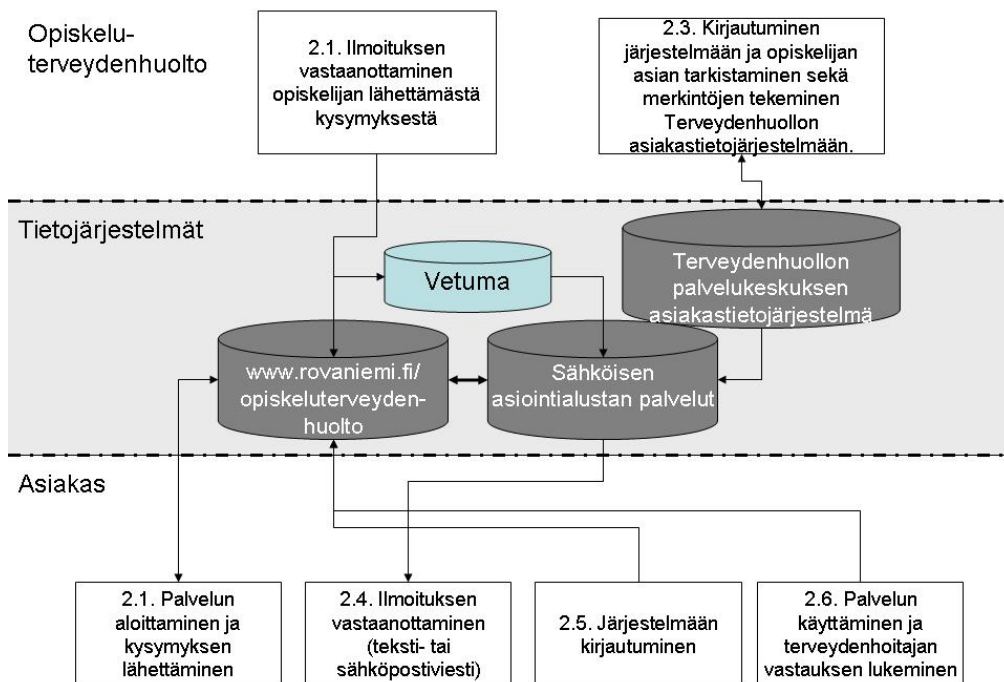 Opiskelu-
terveydenhuolto
2.1. Ilmoituksen
vastaanottaminen
opiskelijan lähettämästä
kysymyksestä
2.3. Kirjautuminen
järjestelmään ja opiskelijan
asian tarkistaminen sekä
merkintöjen tekeminen
Terveydenhuollon
asiakastietojärjestelmään.
Tietojärjestelmät
Vetuma
Terveydenhuollon
palvelukeskuksen
asiakastietojärjestelmä
www.rovaniemi.fi/
opiskeluterveyden-
huolto
Sähköisen
asiointialustan palvelut
Asiakas
2.1. Palvelun
aloittaminen ja
kysymyksen
lähettäminen
2.4. Ilmoituksen
vastaanottaminen
(teksti- tai
sähköpostiviesti)
2.5. Järjestelmään
kirjautuminen
2.6. Palvelun
käyttäminen ja
terveydenhoitajan
vastauksen lukeminen